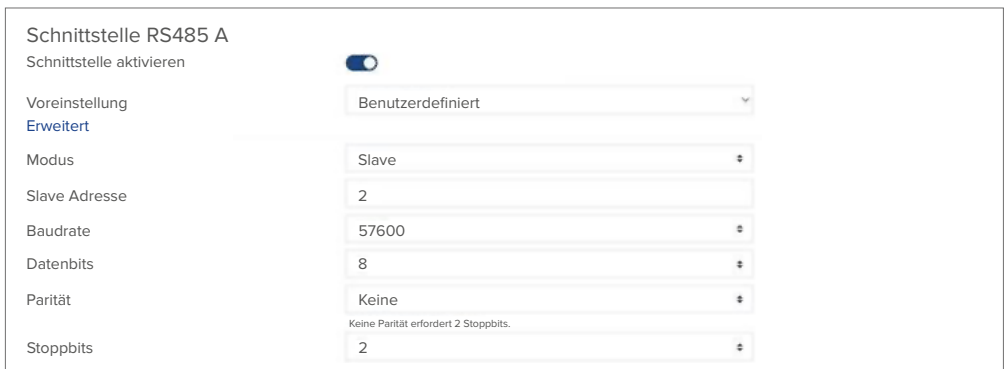 Schnittstelle RS485 A
Schnittstelle aktivieren
Voreinstellung Benutzerdefiniert
Erweitert
Modus Slave
Slave Adresse 2
Baudrate 57600
Datenbits 8
Parität Keine
Keine Parität erfordert 2 Stoppbits.
Stoppbits 2